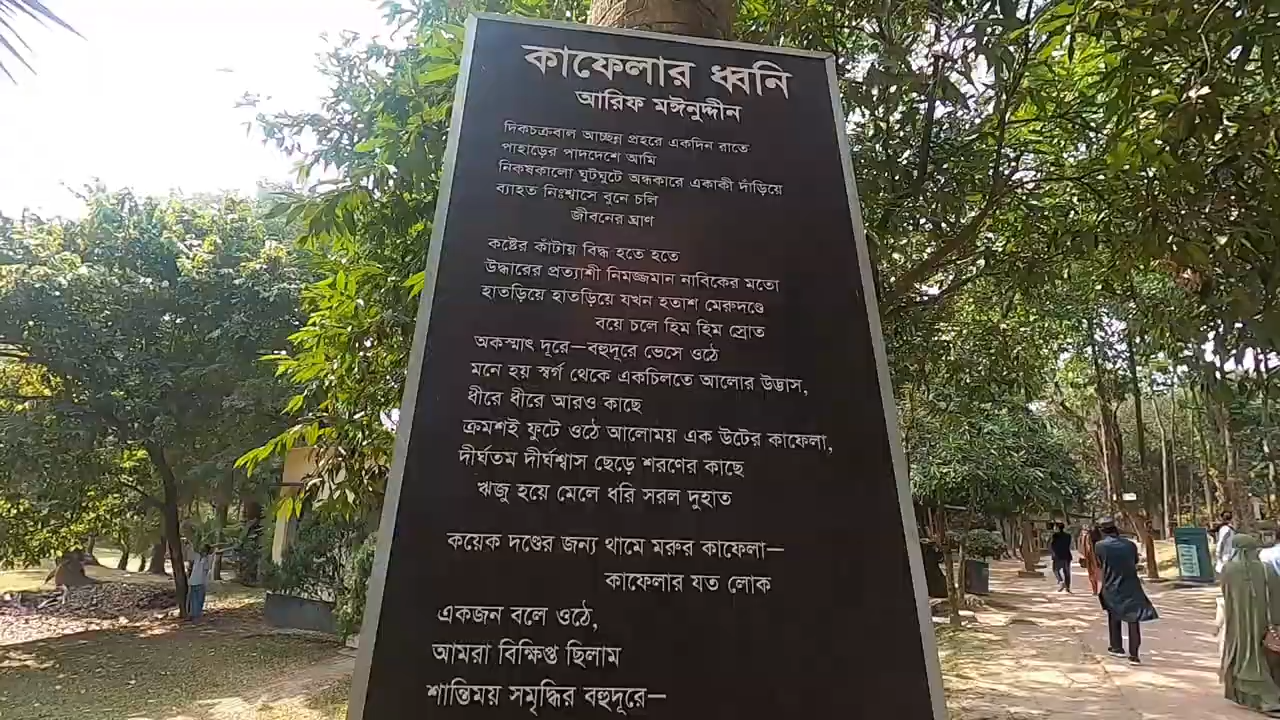 কাফেলার ধ্বনি
আরিফ মঈনুদ্দীন
দিকচক্রবাল আচ্ছন্ন প্রহরে একদিন রাতে
পাহাড়ের পাদদেশে আমি
নিকষকালো ঘুটঘুটে অন্ধকারে একাকী দাঁড়িয়ে
ব্যাহত নিঃশ্বাসে বুনে চলি
জীবনের ঘ্রাণ
কষ্টের কাঁটায় বিদ্ধ হতে হতে
উদ্ধারের প্রত্যাশী নিমজ্জমান নাবিকের মতো
হাতড়িয়ে হাতড়িয়ে যখন হতাশ মেরুদণ্ডে
বয়ে চলে হিম হিম স্রোত
অকস্মাৎ দূরে—বহুদূরে ভেসে ওঠে
মনে হয় স্বর্গ থেকে একচিলতে আলোর উদ্ভাস,
ধীরে ধীরে আরও কাছে
ক্রমশই ফুটে ওঠে আলোময় এক উটের কাফেলা,
দীর্ঘতম দীর্ঘশ্বাস ছেড়ে শরণের কাছে
ঋজু হয়ে মেলে ধরি সরল দুহাত
কয়েক দণ্ডের জন্য থামে মরুর কাফেলা—
কাফেলার যত লোক
একজন বলে ওঠে,
আমরা বিক্ষিপ্ত ছিলাম
শান্তিময় সমৃদ্ধির বহুদূরে—